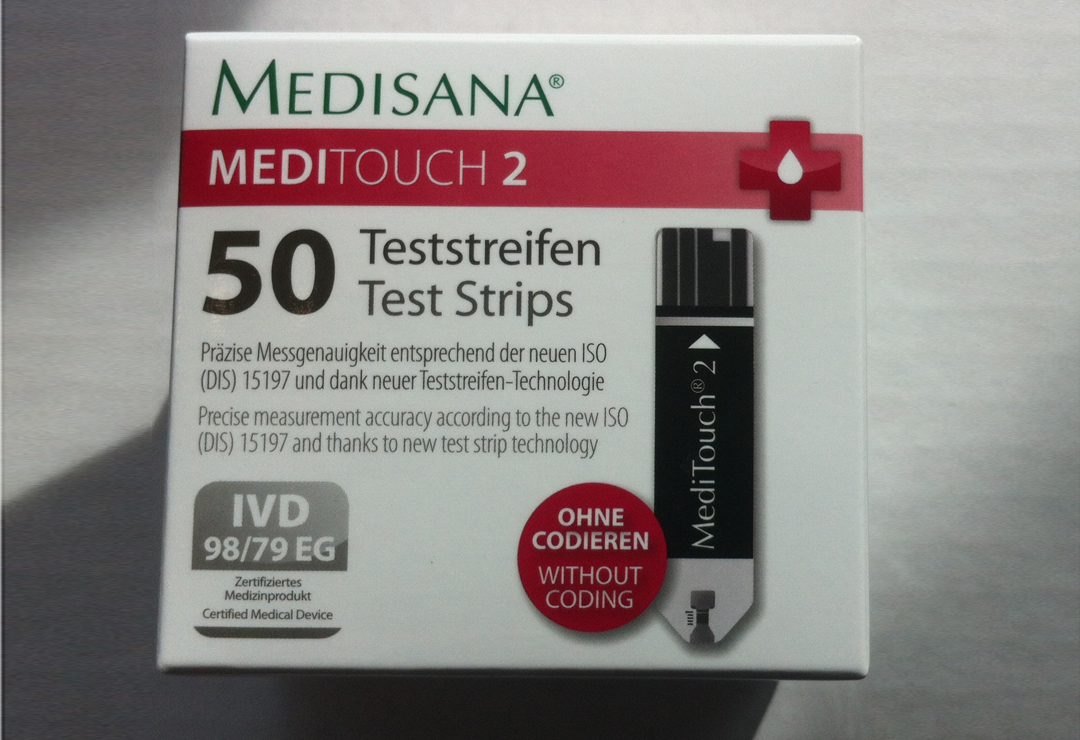 MEDISANA®
MEDITOUCH 2
50 Teststreifen
Test Strips
Präzise Messgenauigkeit entsprechend der neuen ISO
(DIS) 15197 und dank neuer Teststreifen-Technologie
Precise measurement accuracy according to the new ISO
(DIS) 15197 and thanks to new test strip technology
MediTouch® 2
IVD
98/79 EG
Zertifiziertes
Medizinprodukt
Certified Medical Device
OHNE
CODIEREN
WITHOUT
CODING